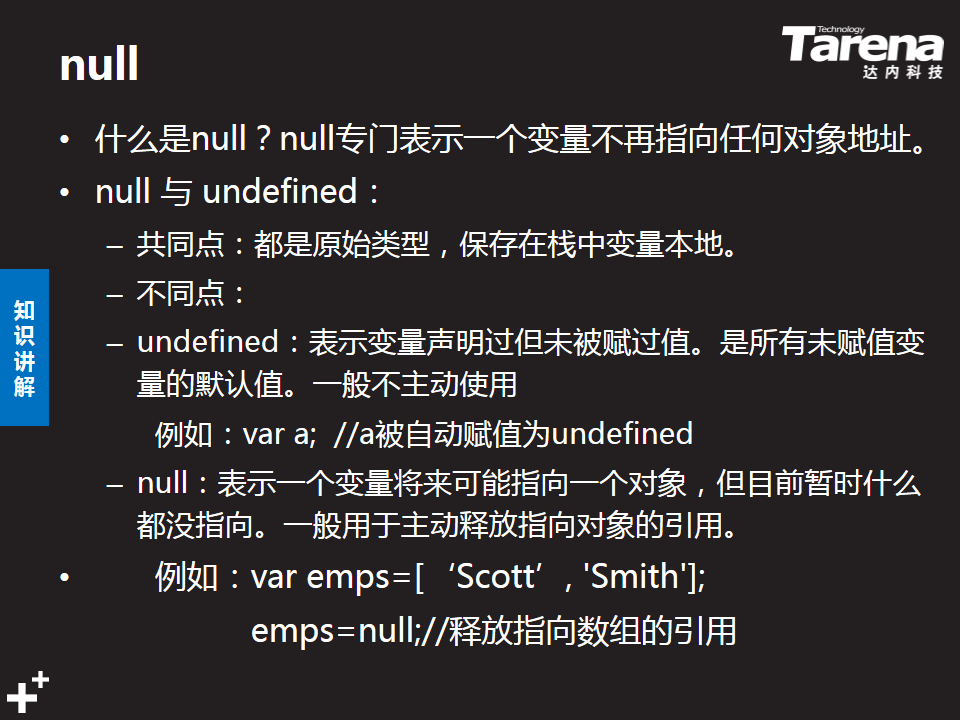 Technology
Tarena
达内科技
null
• 什么是null？null专门表示一个变量不再指向任何对象地址。
• null 与 undefined：
– 共同点：都是原始类型，保存在栈中变量本地。
– 不同点：
– undefined：表示变量声明过但未被赋过值。是所有未赋值变
量的默认值。一般不主动使用
例如：var a; //a被自动赋值为undefined
– null：表示一个变量将来可能指向一个对象，但目前暂时什么
都没指向。一般用于主动释放指向对象的引用。
• 例如：var emps=[‘Scott’, 'Smith'];
emps=null;//释放指向数组的引用
知
识
讲
解